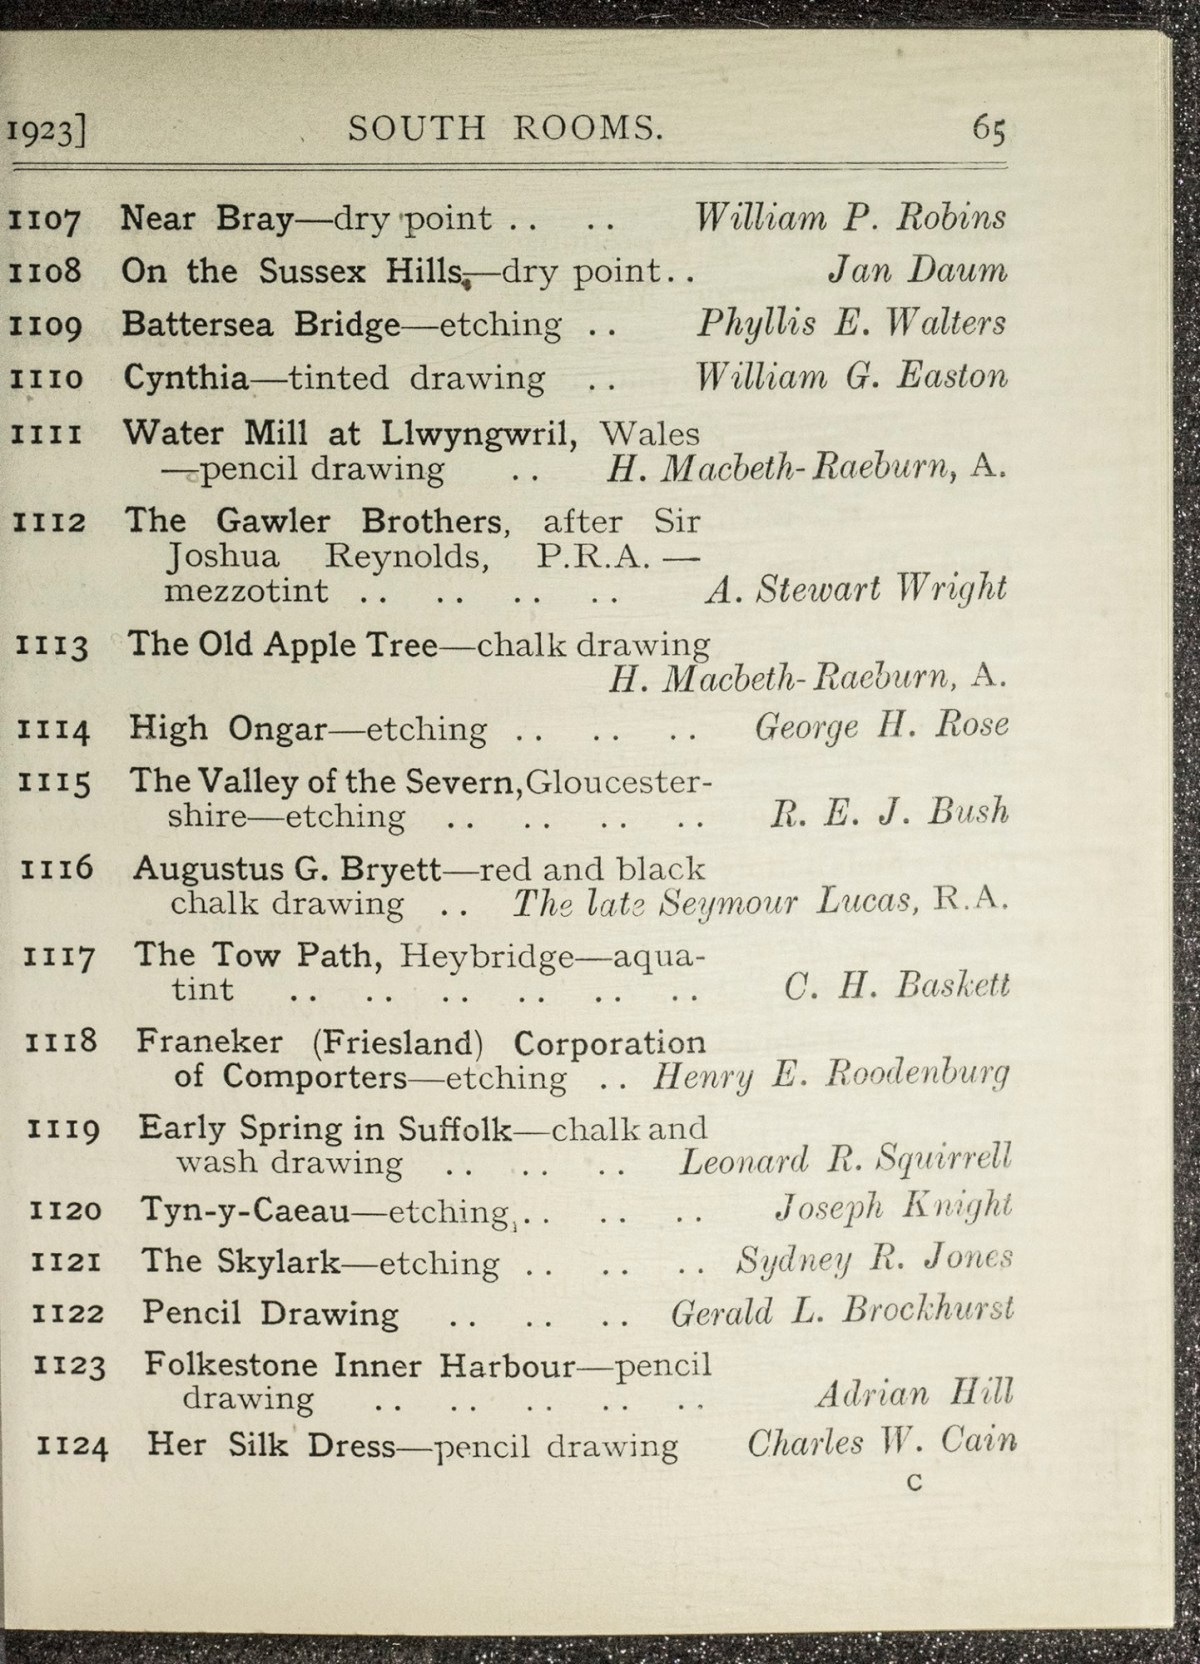 1923] SOUTH ROOMS. 65
1107 Near Bray—dry point .. .. William P. Robins
1108 On the Sussex Hills,—dry point.. Jan Daum
1109 Battersea Bridge—etching .. Phyllis E. Walters
1110 Cynthia—tinted drawing .. William G. Easton
1111 Water Mill at Llwyngwril, Wales
—pencil drawing .. H. Macbeth-Raeburn, A.
1112 The Gawler Brothers, after Sir
Joshua Reynolds, P.R.A. —
mezzotint .. .. .. .. A. Stewart Wright
1113 The Old Apple Tree—chalk drawing
H. Macbeth-Raeburn, A.
1114 High Ongar—etching .. .. .. George H. Rose
1115 The Valley of the Severn, Gloucester-
shire—etching .. .. .. .. R. E. J. Bush
1116 Augustus G. Bryett—red and black
chalk drawing .. The late Seymour Lucas, R.A.
1117 The Tow Path, Heybridge—aqua-
tint .. .. .. .. .. .. C. H. Baskett
1118 Franeker (Friesland) Corporation
of Comporters—etching .. Henry E. Roodenburg
1119 Early Spring in Suffolk—chalk and
wash drawing .. .. .. Leonard R. Squirrell
1120 Tyn-y-Caeau—etching, .. .. .. Joseph Knight
1121 The Skylark—etching .. .. .. Sydney R. Jones
1122 Pencil Drawing .. .. .. Gerald L. Brockhurst
1123 Folkestone Inner Harbour—pencil
drawing .. .. .. .. .. Adrian Hill
1124 Her Silk Dress—pencil drawing Charles W. Cain
C